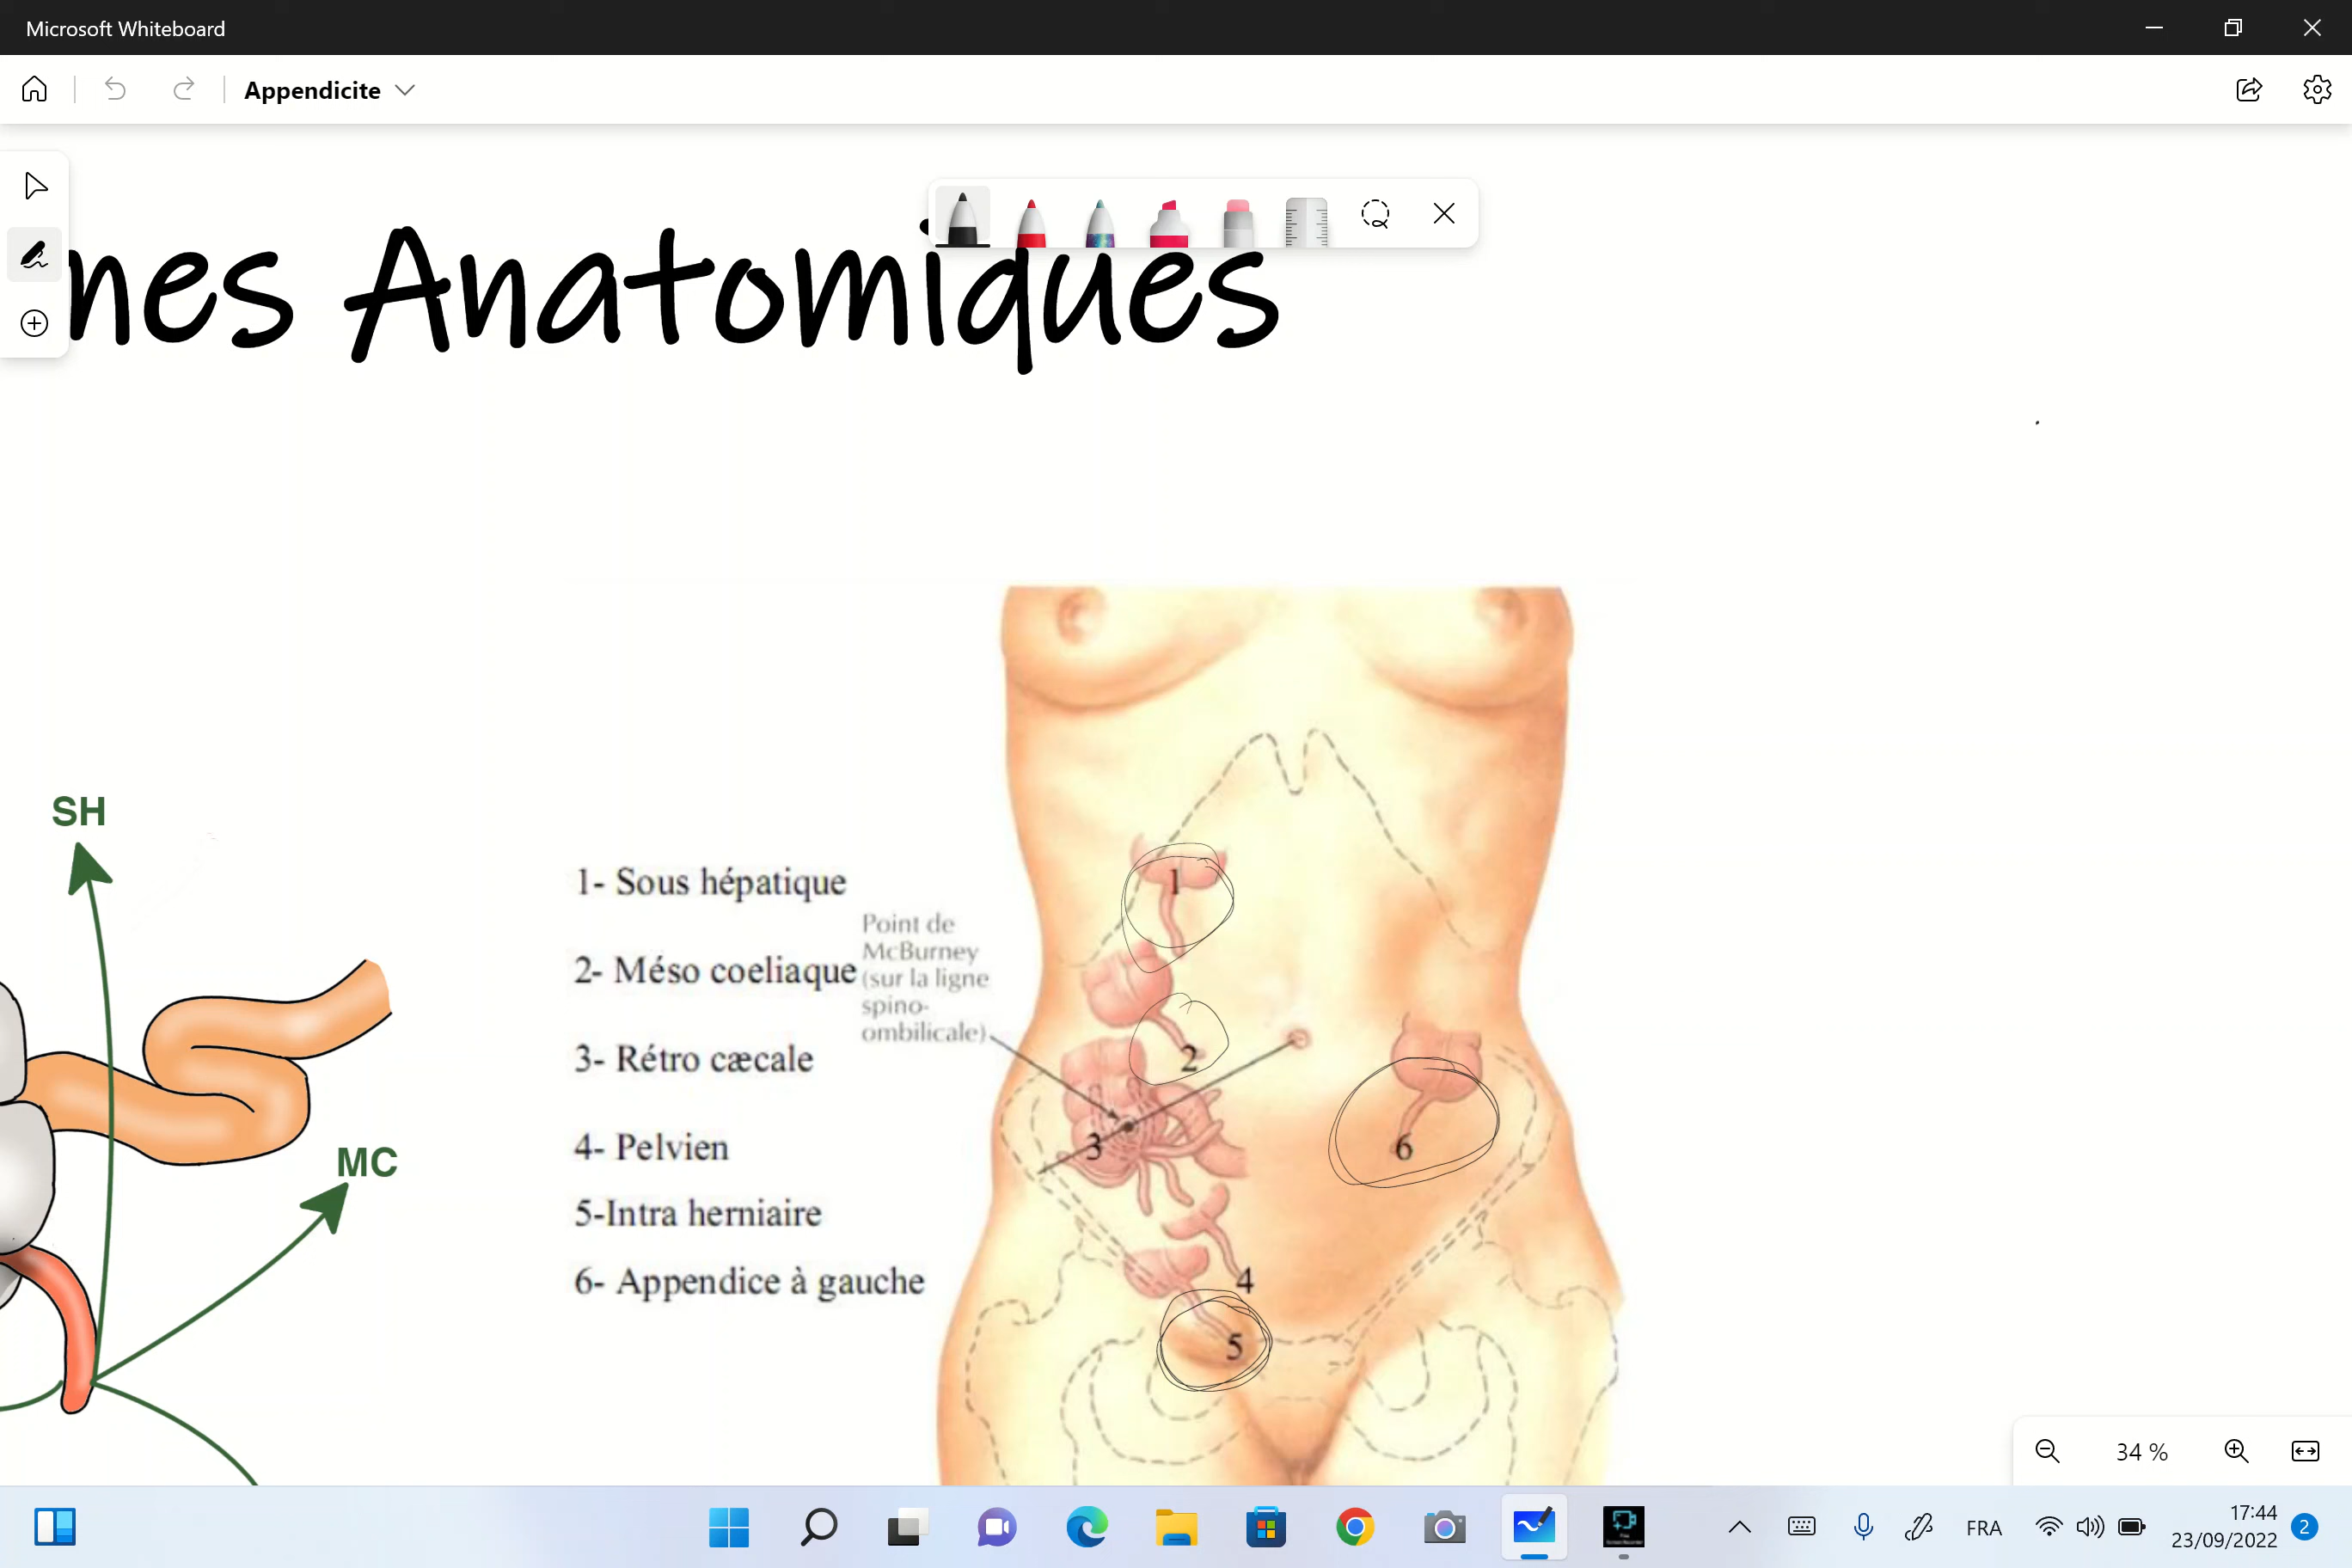 Microsoft Whiteboard
Appendicite
nes Anatomiques
SH
MC
1- Sous hépatique
2- Méso coeliaque
3- Rétro cæcale
4- Pelvien
5-Intra herniaire
6- Appendice à gauche
Point de
McBurney
(sur la ligne
spino-
ombilicale)
1
2
3
4
5
6
34 %
FRA
17:44
23/09/2022
2